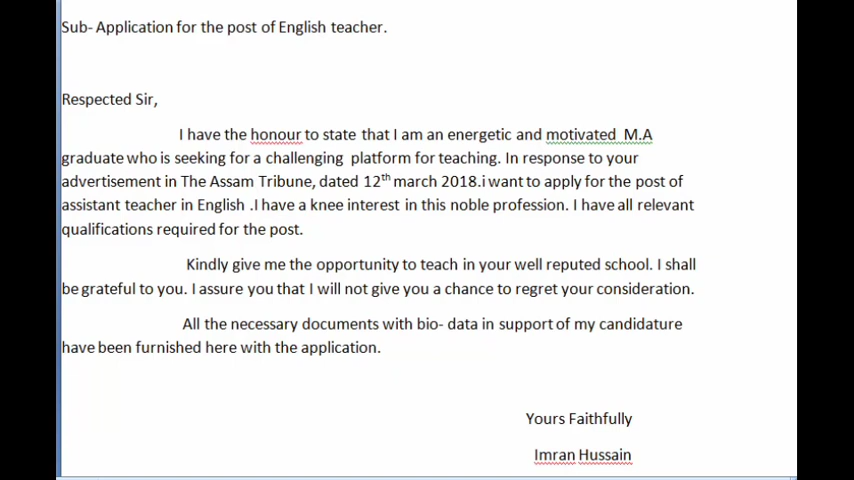 Sub- Application for the post of English teacher.
Respected Sir,
I have the honour to state that I am an energetic and motivated M.A
graduate who is seeking for a challenging platform for teaching. In response to your
advertisement in The Assam Tribune, dated 12th march 2018.i want to apply for the post of
assistant teacher in English .I have a knee interest in this noble profession. I have all relevant
qualifications required for the post.
Kindly give me the opportunity to teach in your well reputed school. I shall
be grateful to you. I assure you that I will not give you a chance to regret your consideration.
All the necessary documents with bio- data in support of my candidature
have been furnished here with the application.
Yours Faithfully
Imran Hussain